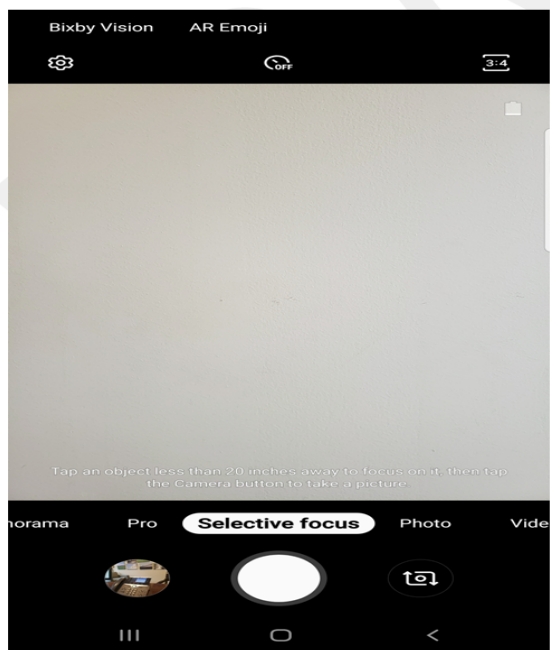 Bixby Vision AR Emoji
OFF
3:4
Tap an object less than 20 inches away to focus on it, then tap
the Camera button to take a picture.
norama Pro Selective focus Photo Vide